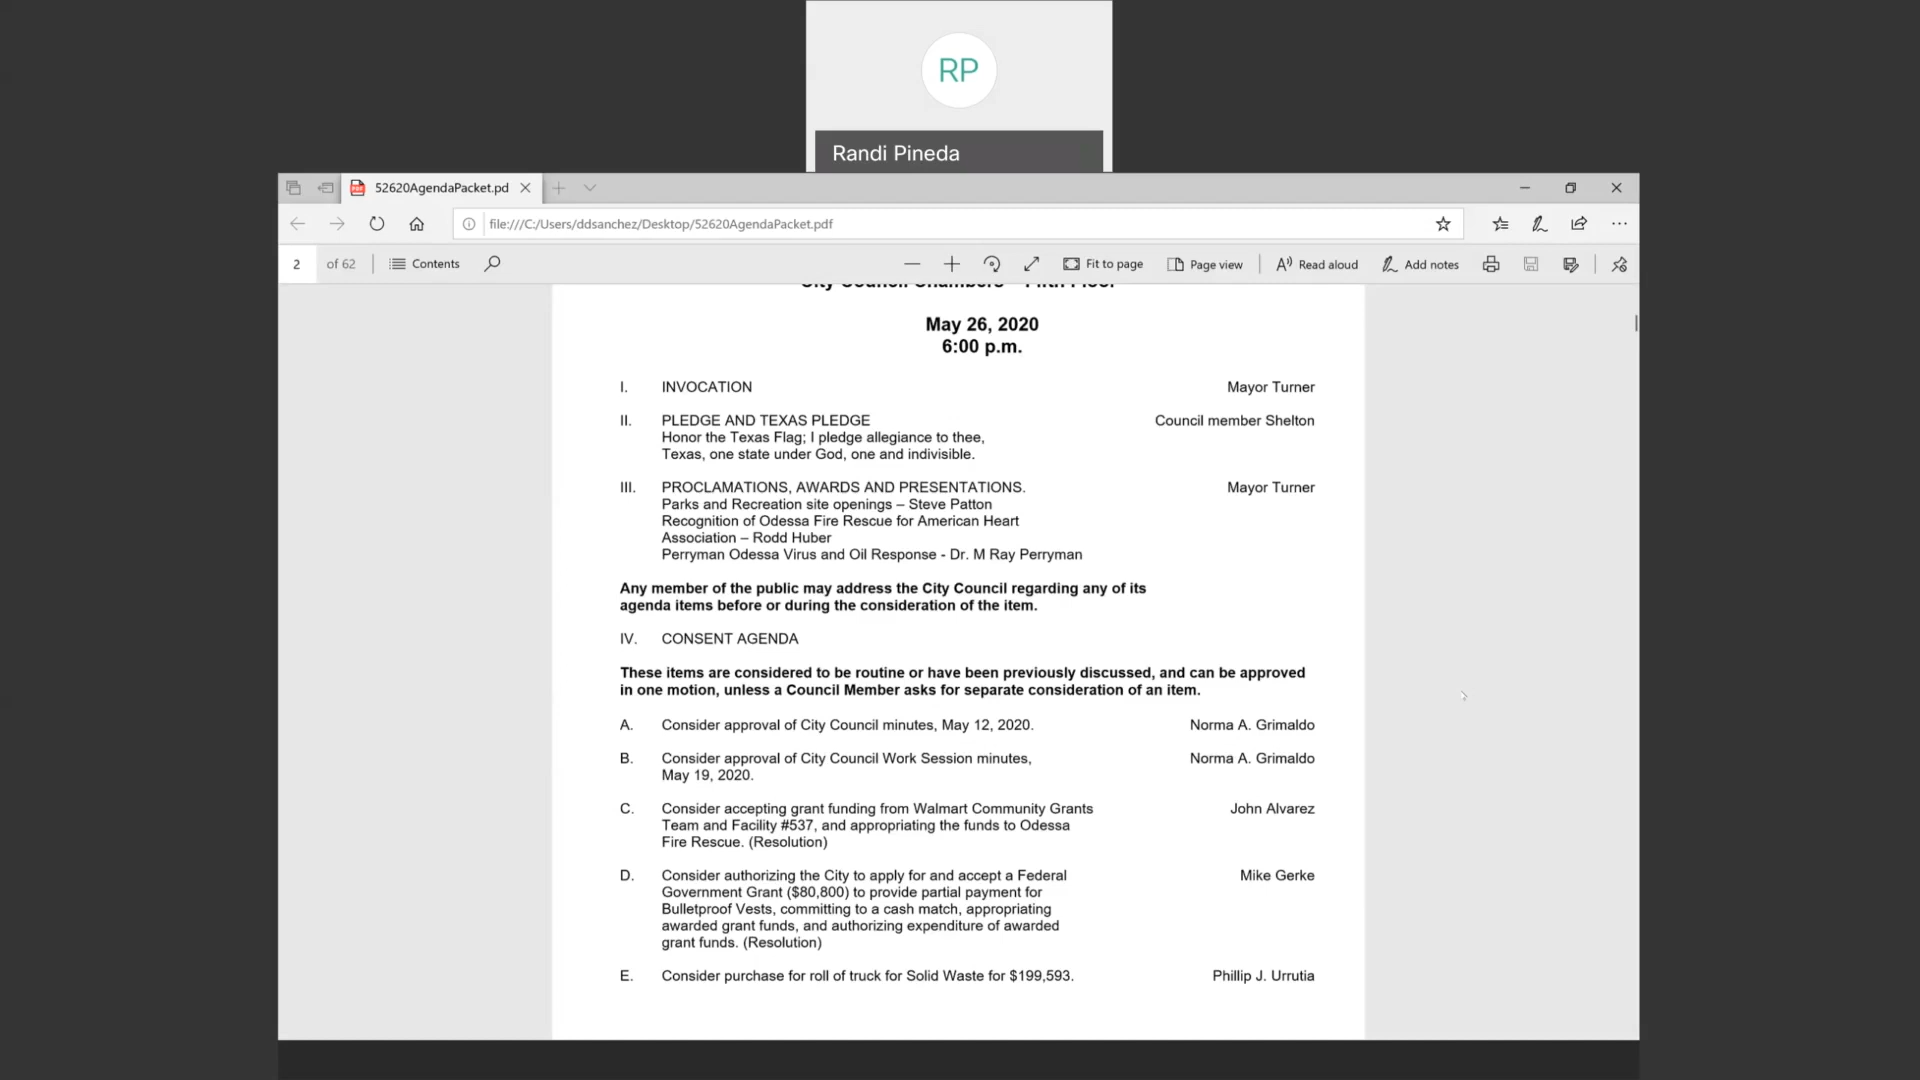 RP
Randi Pineda
52620AgendaPacket.pd
file:///C:/Users/ddsanchez/Desktop/52620AgendaPacket.pdf
2 of 62 Contents Fit to page Page view Read aloud Add notes
City Council Chambers – Fifth Floor
May 26, 2020
6:00 p.m.
I. INVOCATION Mayor Turner
II. PLEDGE AND TEXAS PLEDGE Council member Shelton
Honor the Texas Flag; I pledge allegiance to thee,
Texas, one state under God, one and indivisible.
III. PROCLAMATIONS, AWARDS AND PRESENTATIONS. Mayor Turner
Parks and Recreation site openings – Steve Patton
Recognition of Odessa Fire Rescue for American Heart
Association – Rodd Huber
Perryman Odessa Virus and Oil Response - Dr. M Ray Perryman
Any member of the public may address the City Council regarding any of its
agenda items before or during the consideration of the item.
IV. CONSENT AGENDA
These items are considered to be routine or have been previously discussed, and can be approved
in one motion, unless a Council Member asks for separate consideration of an item.
A. Consider approval of City Council minutes, May 12, 2020. Norma A. Grimaldo
B. Consider approval of City Council Work Session minutes, Norma A. Grimaldo
May 19, 2020.
C. Consider accepting grant funding from Walmart Community Grants John Alvarez
Team and Facility #537, and appropriating the funds to Odessa
Fire Rescue. (Resolution)
D. Consider authorizing the City to apply for and accept a Federal Mike Gerke
Government Grant ($80,800) to provide partial payment for
Bulletproof Vests, committing to a cash match, appropriating
awarded grant funds, and authorizing expenditure of awarded
grant funds. (Resolution)
E. Consider purchase for roll of truck for Solid Waste for $199,593. Phillip J. Urrutia